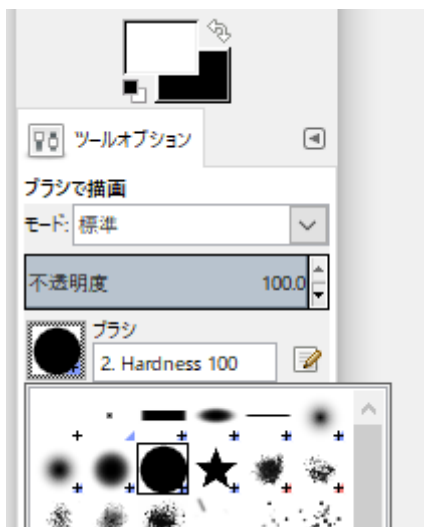 ツールオプション
ブラシで描画
モード: 標準
不透明度 100.0
ブラシ
2. Hardness 100